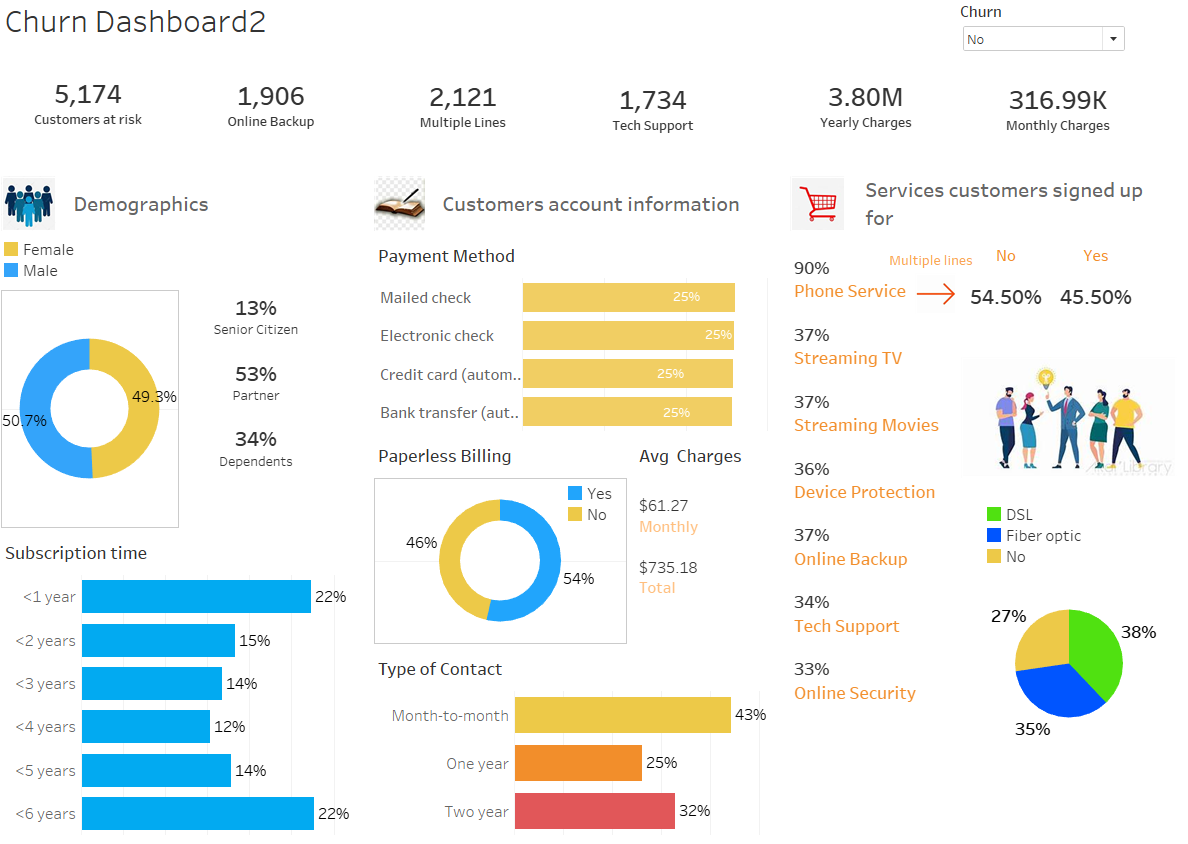 Churn Dashboard2
Churn
No
5,174
Customers at risk
1,906
Online Backup
2,121
Multiple Lines
1,734
Tech Support
3.80M
Yearly Charges
316.99K
Monthly Charges
Demographics
Female
Male
49.3%
50.7%
13%
Senior Citizen
53%
Partner
34%
Dependents
Subscription time
<1 year 22%
<2 years 15%
<3 years 14%
<4 years 12%
<5 years 14%
<6 years 22%
Customers account information
Payment Method
Mailed check 25%
Electronic check 25%
Credit card (autom.. 25%
Bank transfer (aut.. 25%
Paperless Billing
Yes
No
46%
54%
Avg Charges
$61.27
Monthly
$735.18
Total
Type of Contact
Month-to-month 43%
One year 25%
Two year 32%
Services customers signed up
for
90%
Phone Service
Multiple lines No Yes
54.50% 45.50%
37%
Streaming TV
37%
Streaming Movies
36%
Device Protection
37%
Online Backup
34%
Tech Support
33%
Online Security
DSL
Fiber optic
No
27%
38%
35%